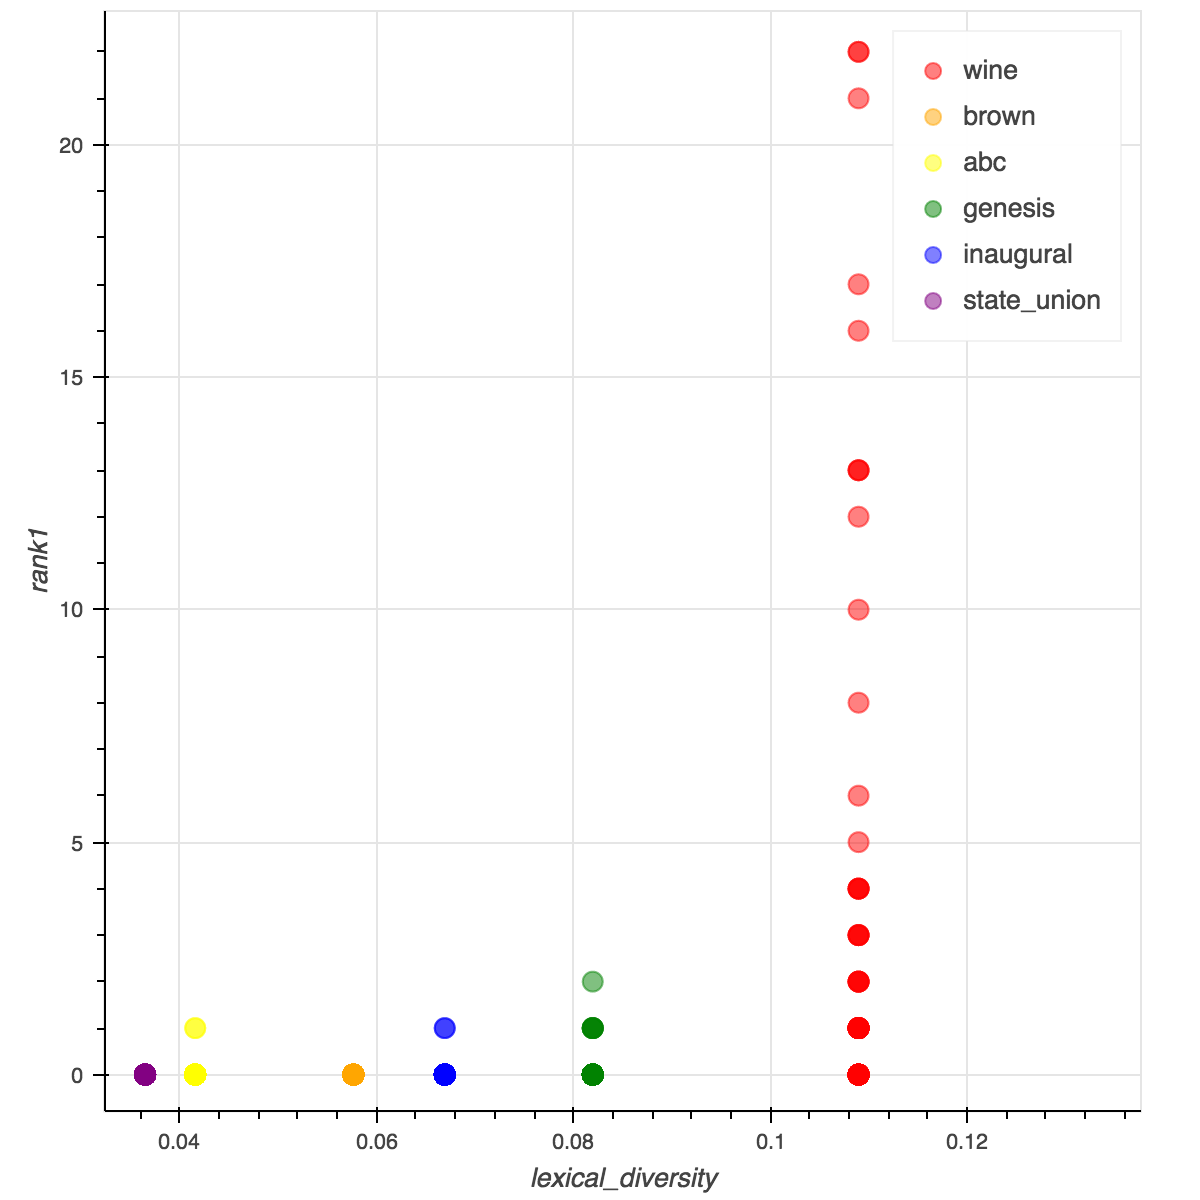 wine
brown
abc
genesis
inaugural
state_union
20
15
10
5
0
rank1
0.04 0.06 0.08 0.1 0.12
lexical_diversity